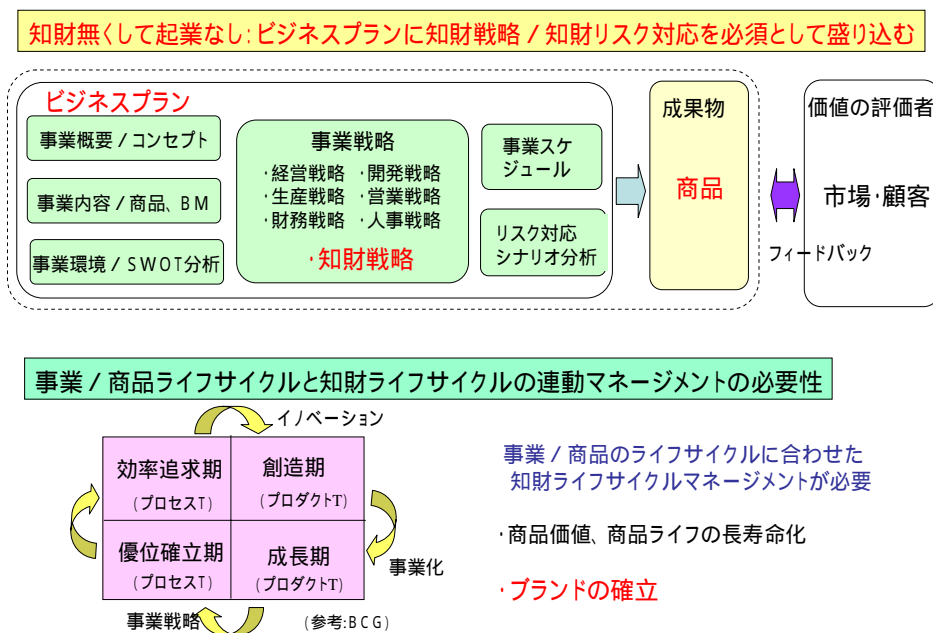 知財無くして起業なし:ビジネスプランに知財戦略/知財リスク対応を必須として盛り込む
ビジネスプラン
事業概要/コンセプト
事業内容/商品、BM
事業環境/SWOT分析
事業戦略
・経営戦略 ・開発戦略
・生産戦略 ・営業戦略
・財務戦略 ・人事戦略
・知財戦略
事業スケ
ジュール
リスク対応
シナリオ分析
成果物
商品
フィードバック
価値の評価者
市場・顧客
事業/商品ライフサイクルと知財ライフサイクルの連動マネージメントの必要性
イノベーション
効率追求期
(プロセスT)
創造期
(プロダクトT)
優位確立期
(プロセスT)
成長期
(プロダクトT)
事業化
事業戦略
(参考:BCG)
事業/商品のライフサイクルに合わせた
知財ライフサイクルマネージメントが必要
・商品価値、商品ライフの長寿命化
・ブランドの確立